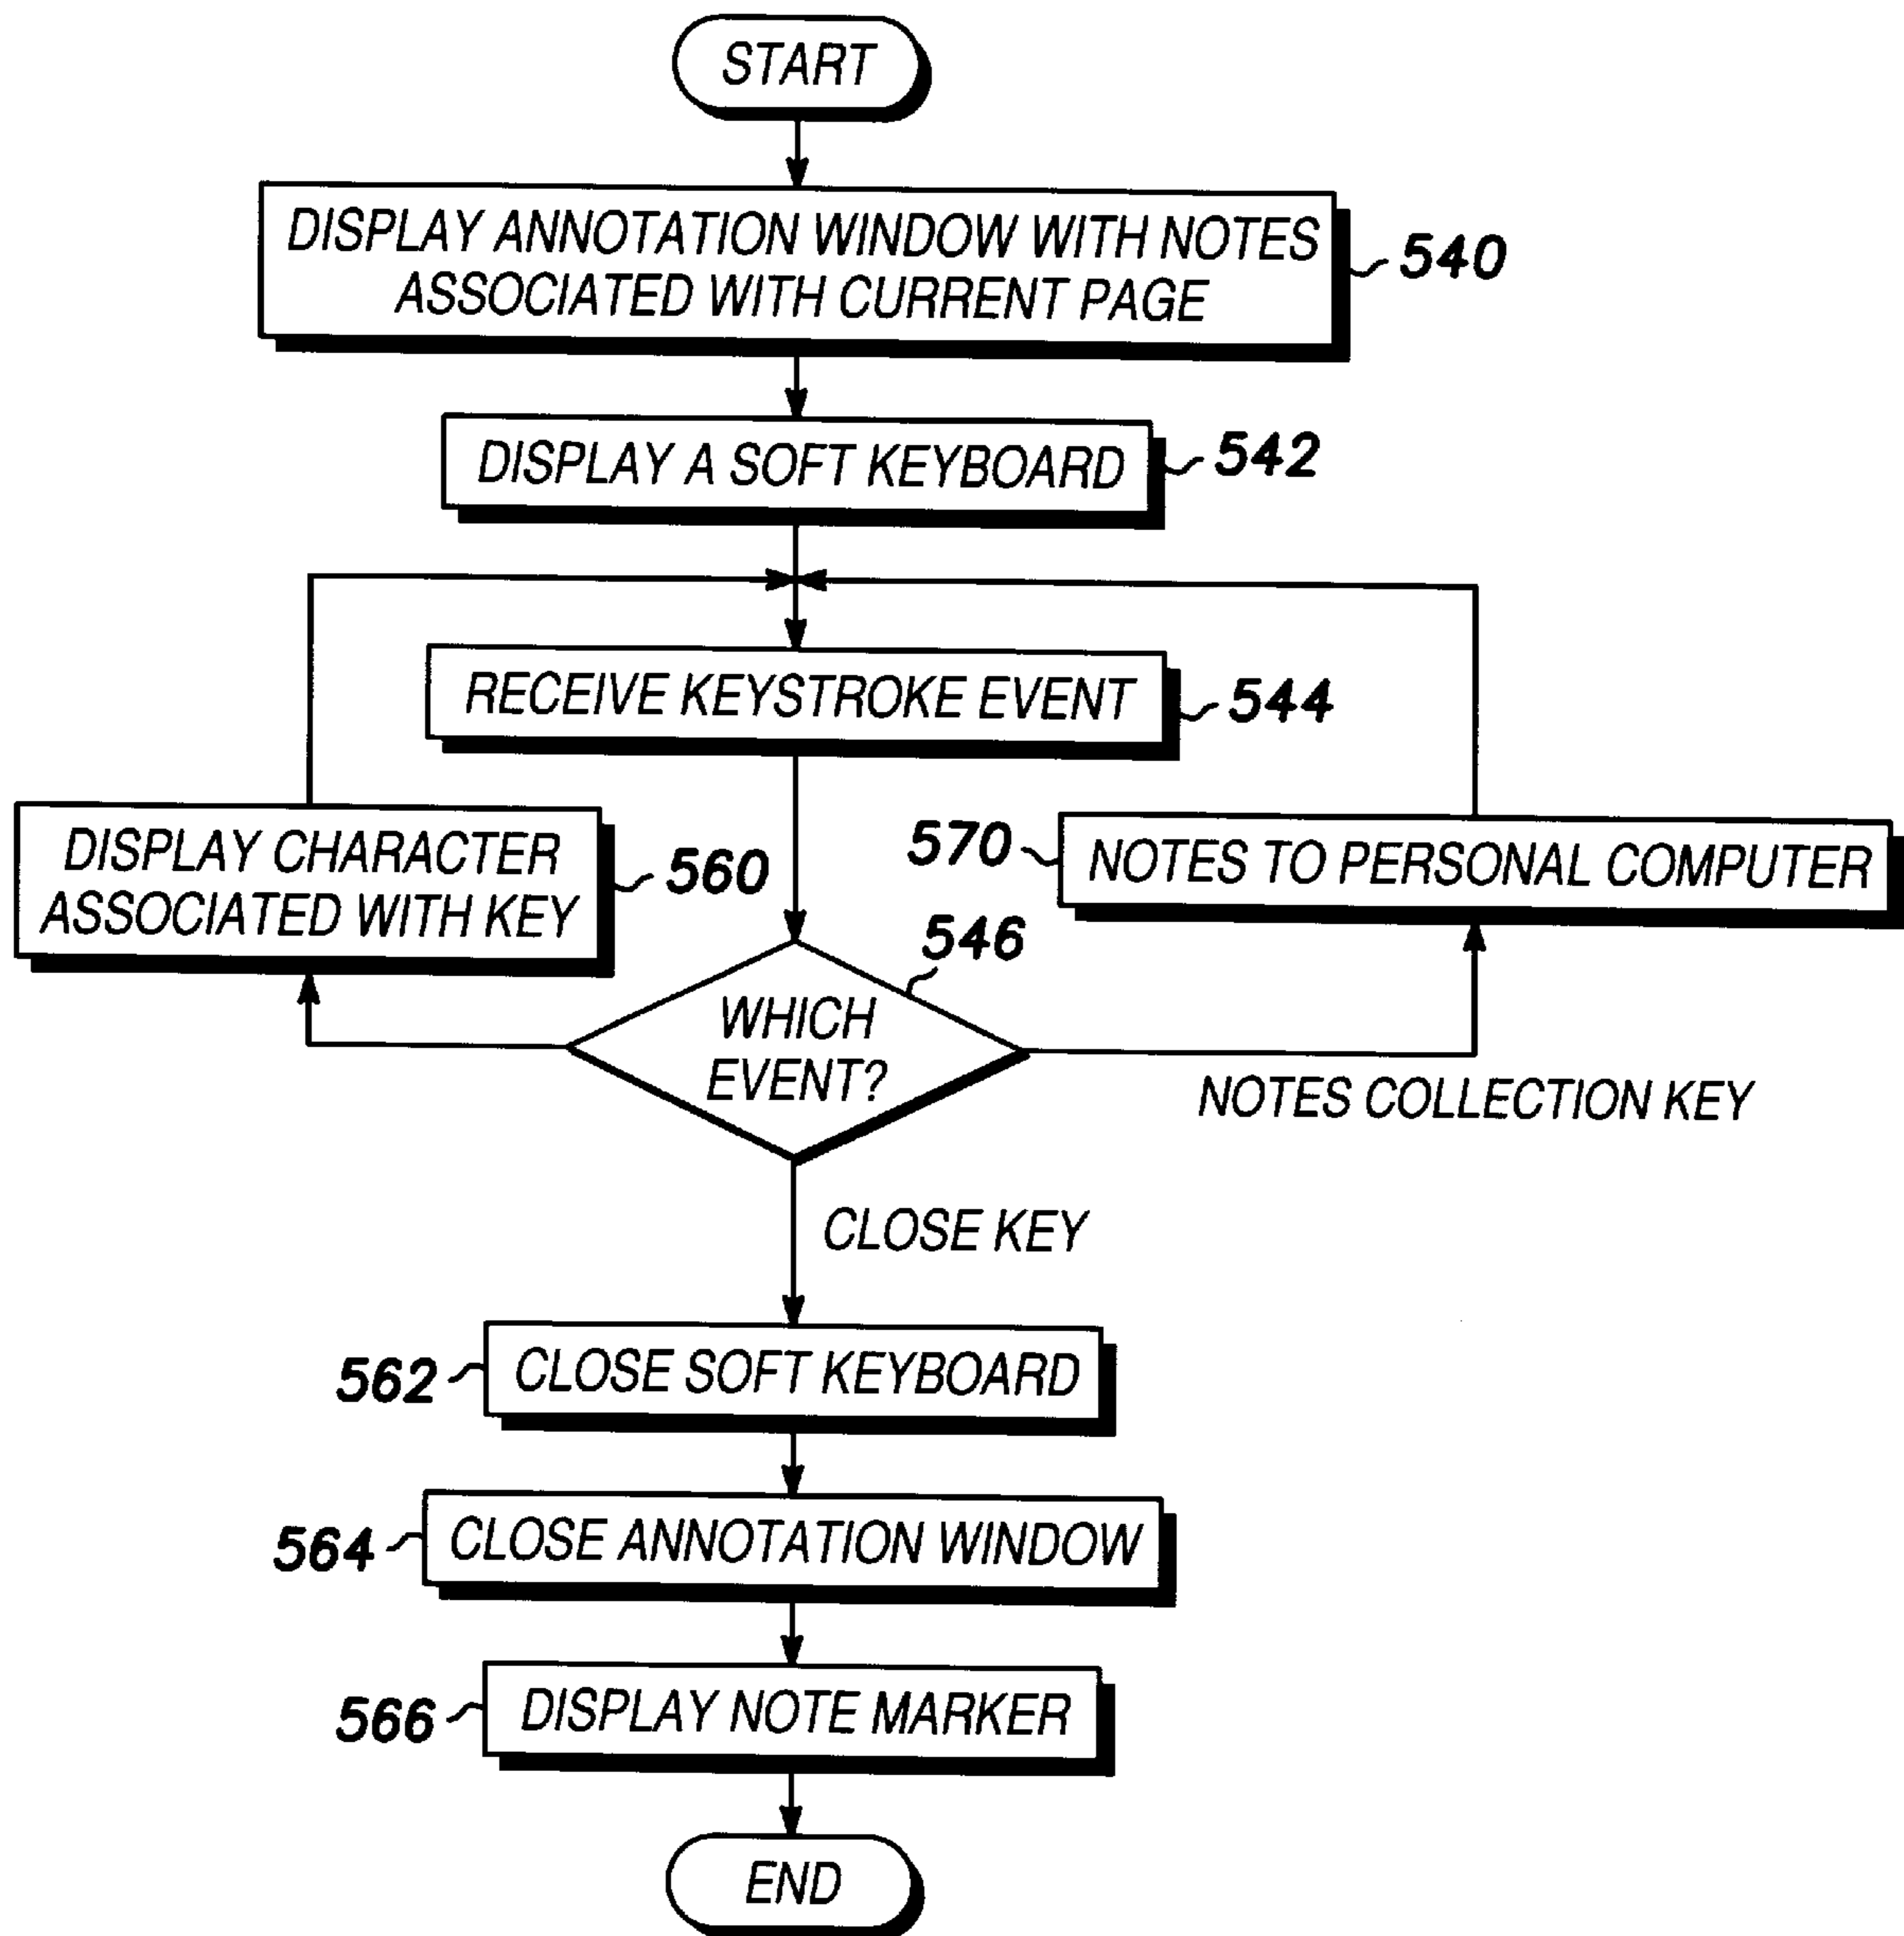 START
DISPLAY ANNOTATION WINDOW WITH NOTES
ASSOCIATED WITH CURRENT PAGE
540
DISPLAY A SOFT KEYBOARD
542
RECEIVE KEYSTROKE EVENT
544
DISPLAY CHARACTER
ASSOCIATED WITH KEY
560
570
NOTES TO PERSONAL COMPUTER
546
WHICH
EVENT?
NOTES COLLECTION KEY
CLOSE KEY
562
CLOSE SOFT KEYBOARD
564
CLOSE ANNOTATION WINDOW
566
DISPLAY NOTE MARKER
END